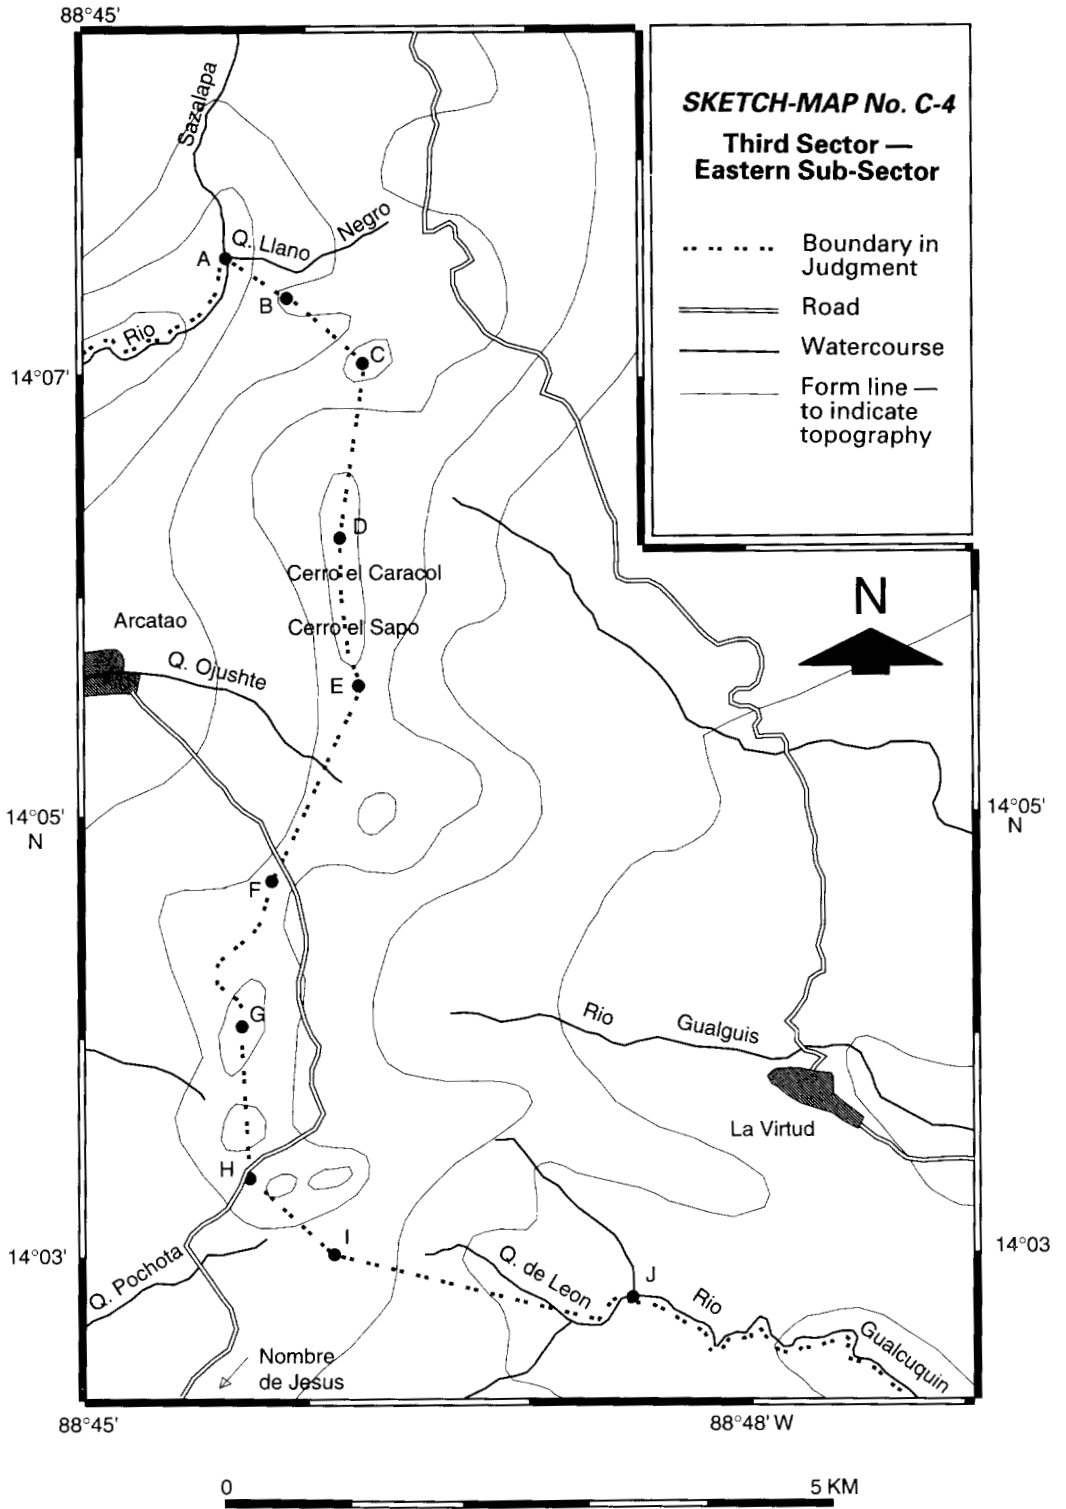 88°45'
SKETCH-MAP No. C-4
Third Sector —
Eastern Sub-Sector
Boundary in
Judgment
Road
Watercourse
Form line —
to indicate
topography
Sazalapa
Q. Llano
Negro
A
B
Rio
C
14°07'
D
Cerro el Caracol
N
Arcatao
Cerro el Sapo
Q. Ojushte
E
14°05'
N
14°05'
N
F
G
Rio
Gualguis
La Virtud
H
I
14°03'
14°03
Q. Pochota
Q. de Leon
J
Rio
Gualcuquin
Nombre
de Jesus
88°45'
88°48' W
0
5 KM